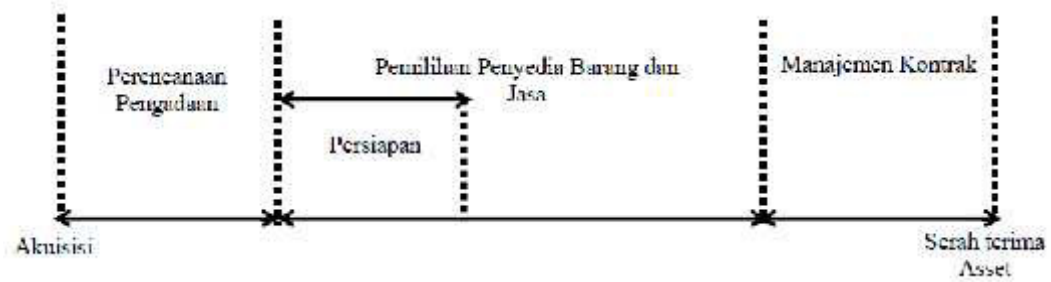 Perencanaan
Pengadaan
Pemilihan Penyedia Barang dan
Jasa
Manajemen Kontrak
Persiapan
Akuisisi
Serah terima
Asset